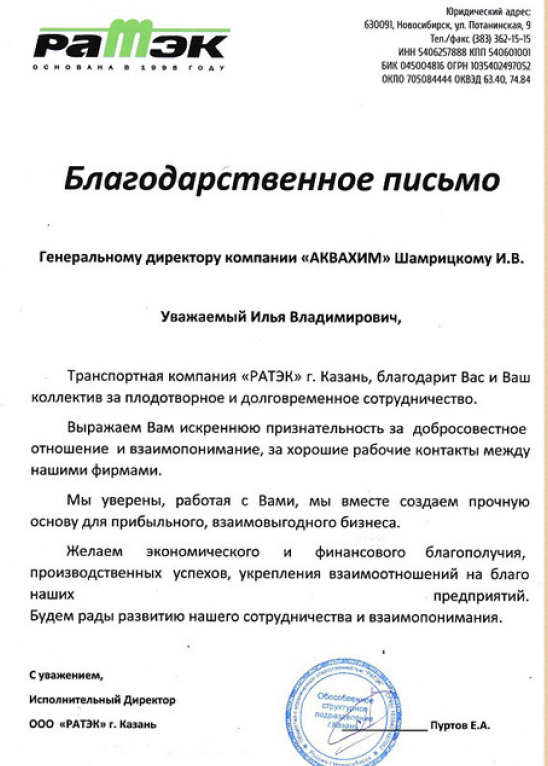 раТэк
ОСНОВАНА В 1996 ГОДУ
Юридический адрес:
630091, Новосибирск, ул. Потанинская, 9
Тел./факс (383) 362-15-15
ИНН 5406257888 КПП 540601001
БИК 045004816 ОГРН 1035402497052
ОКПО 705084444 ОКВЭД 63.40, 74.84
Благодарственное письмо
Генеральному директору компании «АКВАХИМ» Шамрицкому И.В.
Уважаемый Илья Владимирович,
Транспортная компания «РАТЭК» г. Казань, благодарит Вас и Ваш
коллектив за плодотворное и долговременное сотрудничество.
Выражаем Вам искреннюю признательность за добросовестное
отношение и взаимопонимание, за хорошие рабочие контакты между
нашими фирмами.
Мы уверены, работая с Вами, мы вместе создаем прочную
основу для прибыльного, взаимовыгодного бизнеса.
Желаем экономического и финансового благополучия,
производственных успехов, укрепления взаимоотношений на благо
наших предприятий.
Будем рады развитию нашего сотрудничества и взаимопонимания.
С уважением,
Исполнительный Директор
ООО «РАТЭК» г. Казань
Обособленное
структурное
подразделение
г.Казань
Пуртов Е.А.